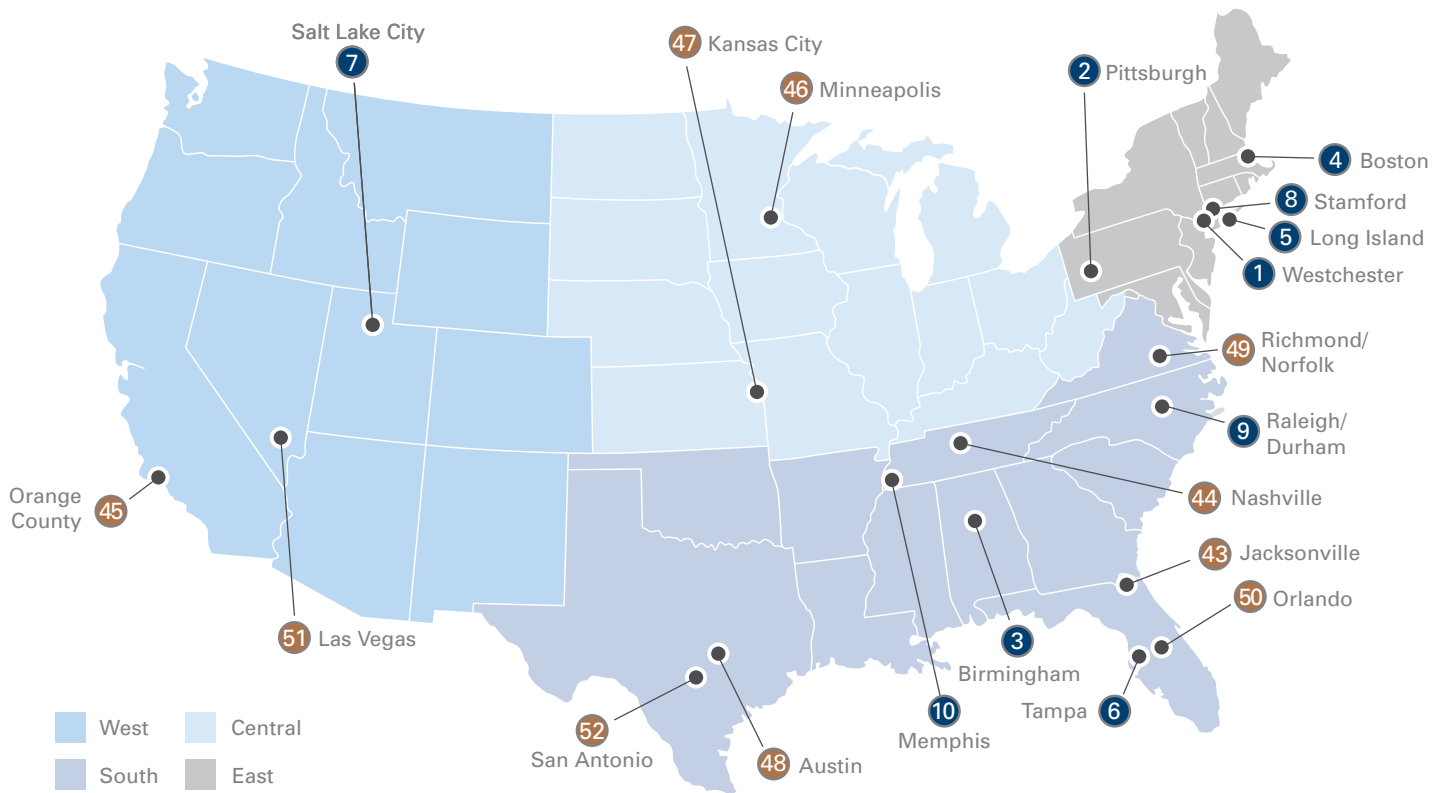 Salt Lake City
7
47 Kansas City
46 Minneapolis
2 Pittsburgh
4 Boston
8 Stamford
5 Long Island
1 Westchester
49 Richmond/
Norfolk
9 Raleigh/
Durham
44 Nashville
Orange
County 45
43 Jacksonville
50 Orlando
51 Las Vegas
3
Birmingham
Tampa 6
10
Memphis
52
San Antonio
48 Austin
West Central
South East